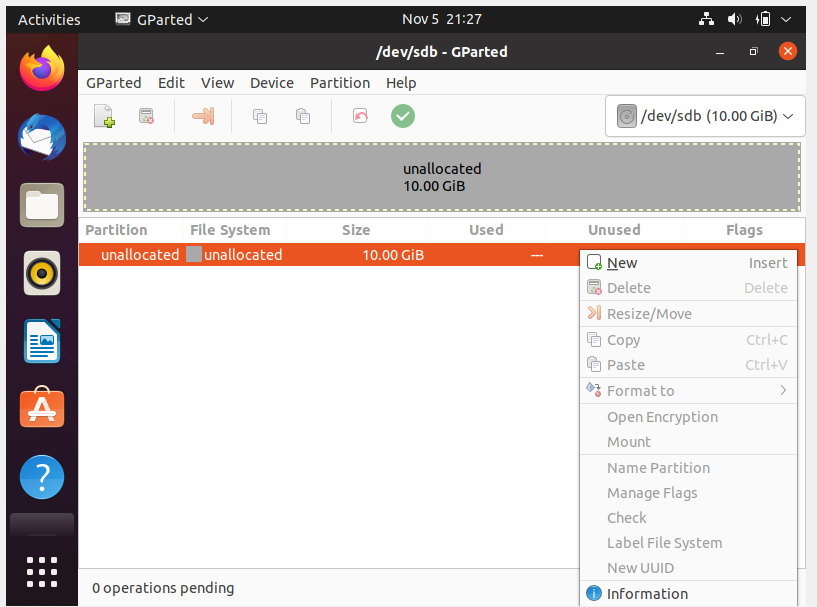 Activities GParted Nov 5 21:27
/dev/sdb - GParted
GParted Edit View Device Partition Help
/dev/sdb (10.00 GiB)
unallocated
10.00 GiB
Partition File System Size Used Unused Flags
unallocated unallocated 10.00 GiB ---
New Insert
Delete Delete
Resize/Move
Copy Ctrl+C
Paste Ctrl+V
Format to
Open Encryption
Mount
Name Partition
Manage Flags
Check
Label File System
New UUID
Information
0 operations pending